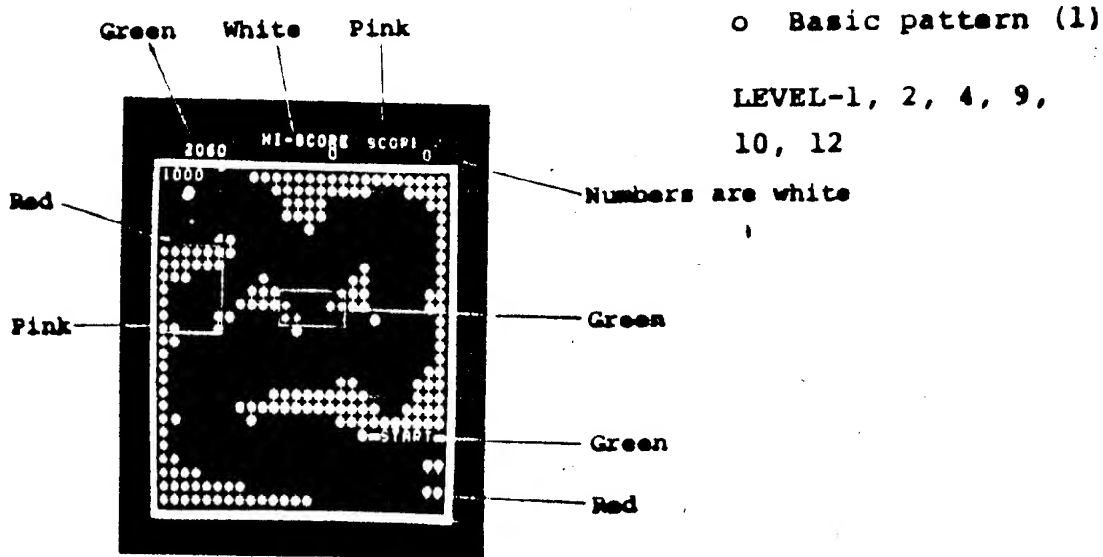 o Basic pattern (1)
Green White Pink
LEVEL-1, 2, 4, 9,
10, 12
HI-SCORE SCORE
2060 0 0
1000
Numbers are white
Red
Pink
Green
START
Green
Red